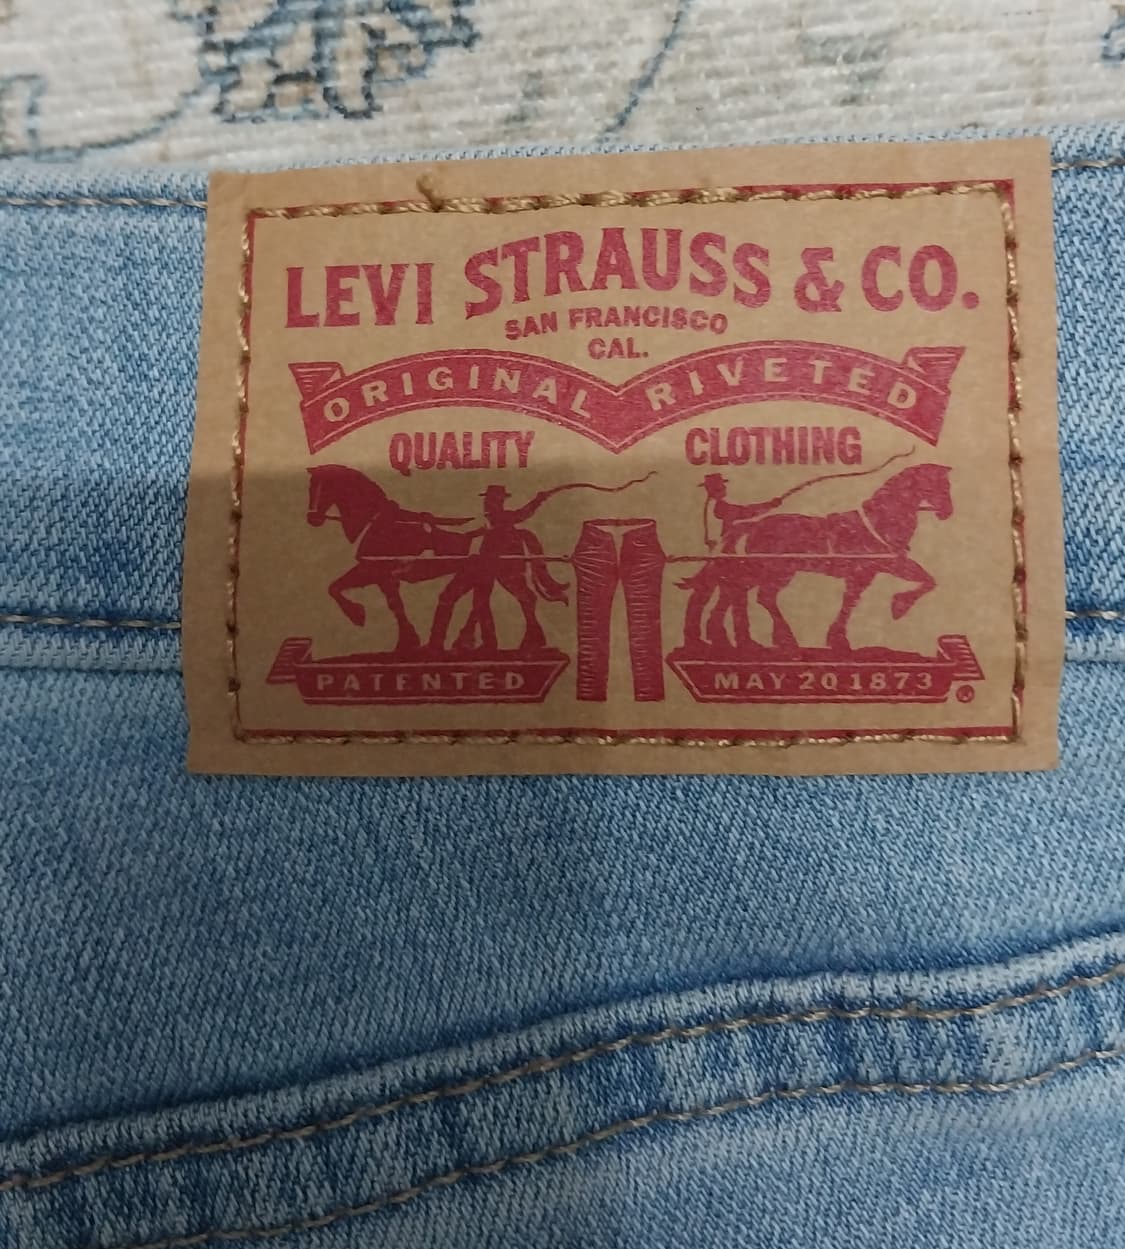 LEVI STRAUSS & CO.
SAN FRANCISCO
CAL.
ORIGINAL RIVETED
QUALITY CLOTHING
PATENTED MAY 20 1873 ®